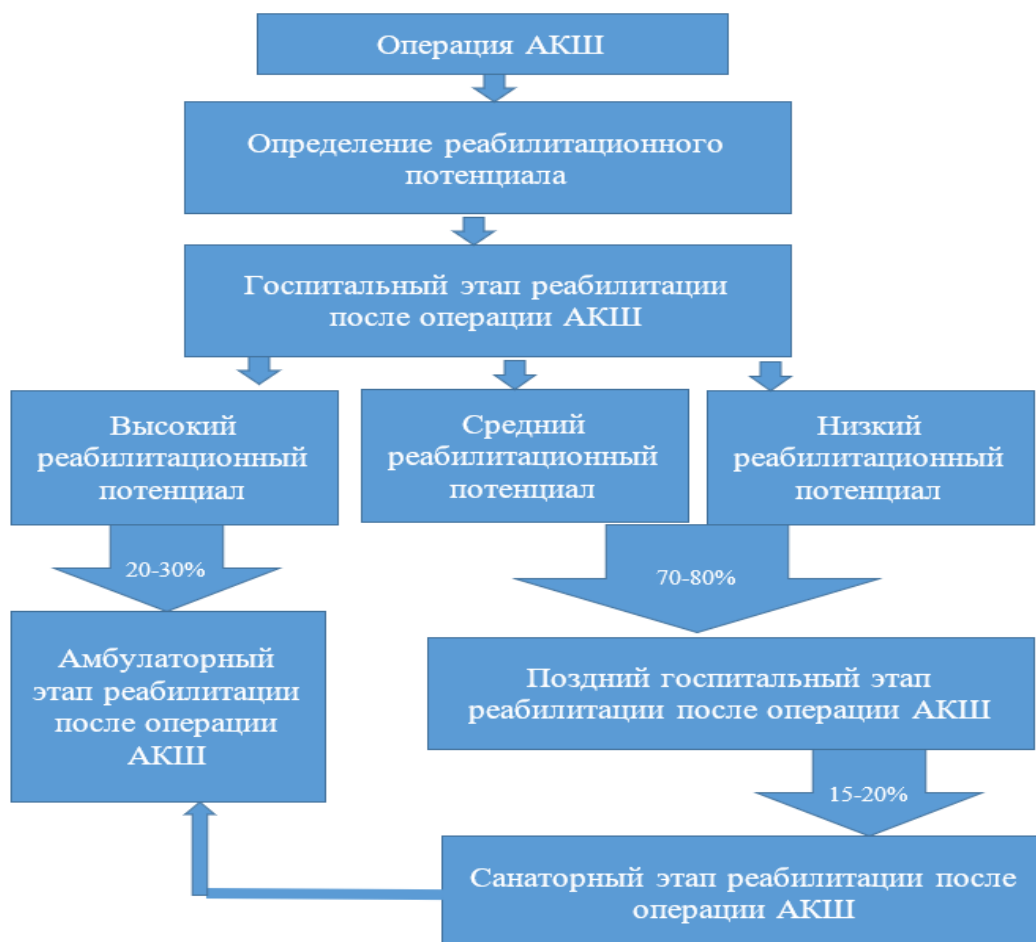 Операция АКШ
Определение реабилитационного
потенциала
Госпитальный этап реабилитации
после операции АКШ
Высокий
реабилитационный
потенциал
Средний
реабилитационный
потенциал
Низкий
реабилитационный
потенциал
20-30%
70-80%
Амбулаторный
этап реабилитации
после операции
АКШ
Поздний госпитальный этап
реабилитации после операции АКШ
15-20%
Санаторный этап реабилитации после
операции АКШ